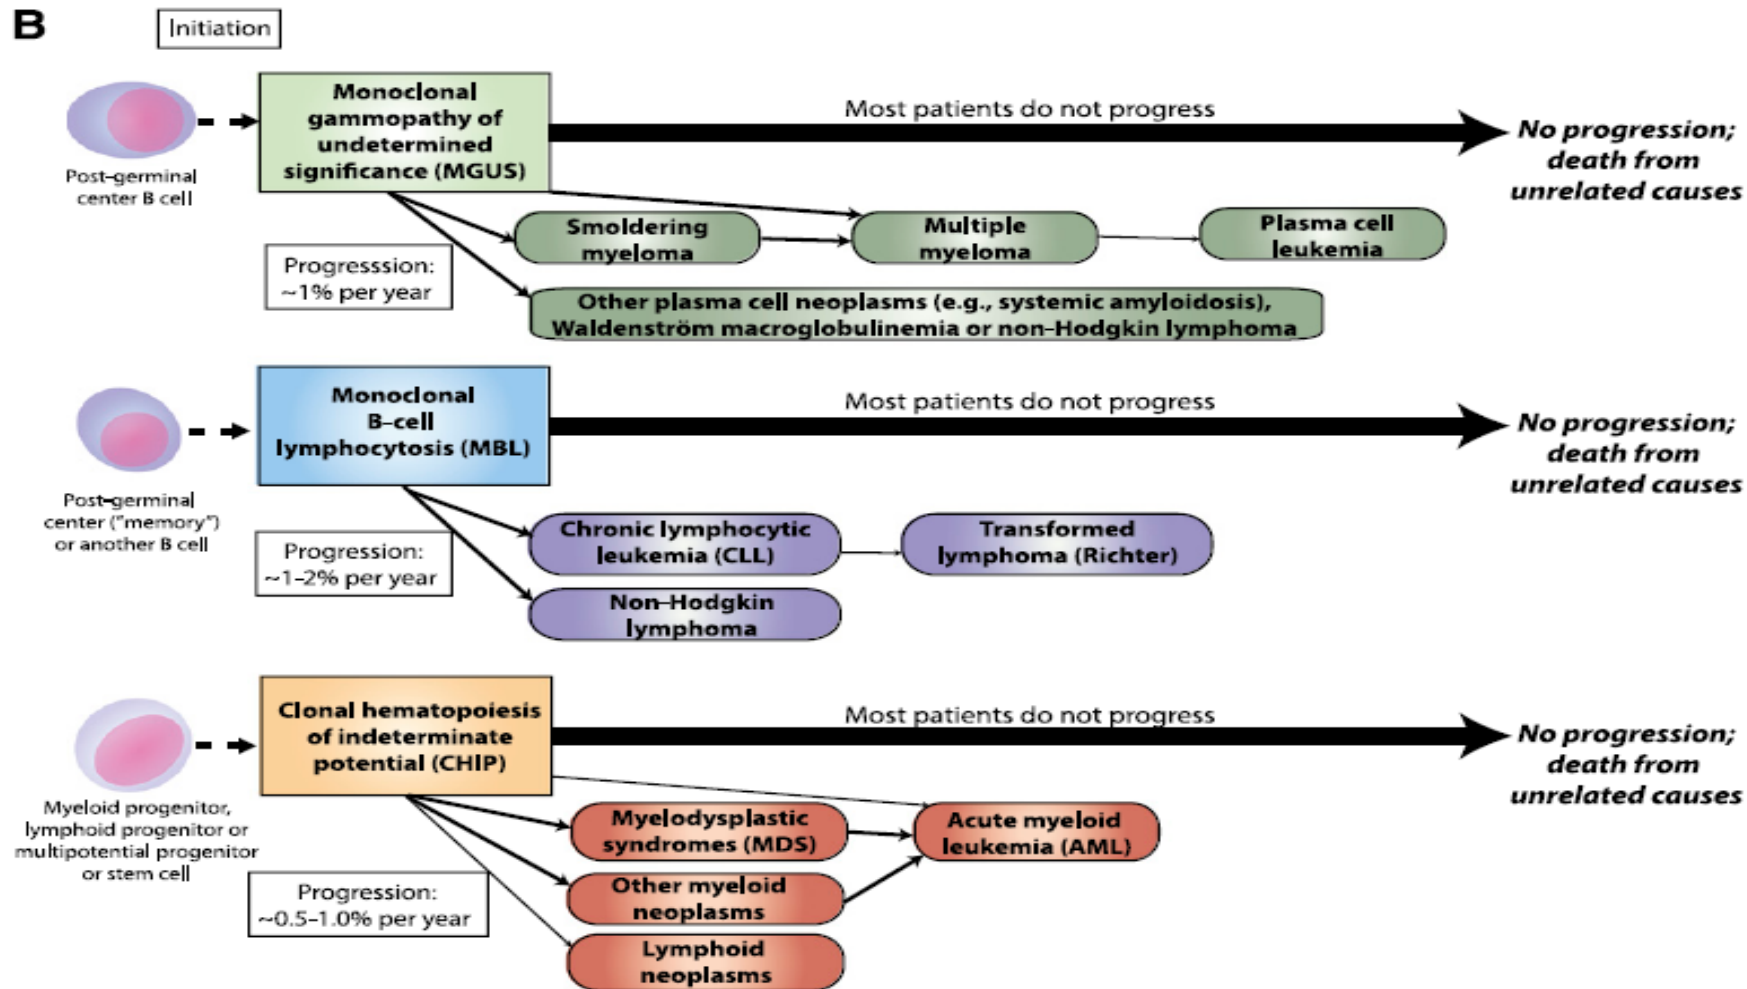 B
Initiation
Post-germinal
center B cell
Monoclonal
gammopathy of
undetermined
significance (MGUS)
Most patients do not progress
No progression;
death from
unrelated causes
Progresssion:
~1% per year
Smoldering
myeloma
Multiple
myeloma
Plasma cell
leukemia
Other plasma cell neoplasms (e.g., systemic amyloidosis),
Waldenström macroglobulinemia or non-Hodgkin lymphoma
Post-germinal
center ("memory")
or another B cell
Monoclonal
B-cell
lymphocytosis (MBL)
Most patients do not progress
No progression;
death from
unrelated causes
Progression:
~1-2% per year
Chronic lymphocytic
leukemia (CLL)
Transformed
lymphoma (Richter)
Non-Hodgkin
lymphoma
Myeloid progenitor,
lymphoid progenitor or
multipotential progenitor
or stem cell
Clonal hematopoiesis
of indeterminate
potential (CHIP)
Most patients do not progress
No progression;
death from
unrelated causes
Progression:
~0.5-1.0% per year
Myelodysplastic
syndromes (MDS)
Acute myeloid
leukemia (AML)
Other myeloid
neoplasms
Lymphoid
neoplasms